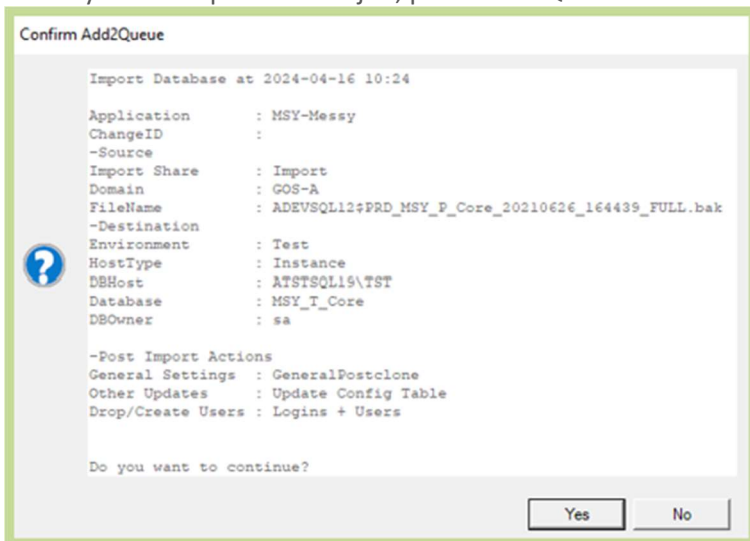 Confirm Add2Queue
Import Database at 2024-04-16 10:24
Application : MSY-Messy
ChangeID :
-Source
Import Share : Import
Domain : GOS-A
FileName : ADEVSQL12$PRD_MSY_P_Core_20210626_164439_FULL.bak
-Destination
Environment : Test
HostType : Instance
DBHost : ATSTSQL19\TST
Database : MSY_T_Core
DBOwner : sa
-Post Import Actions
General Settings : GeneralPostclone
Other Updates : Update Config Table
Drop/Create Users : Logins + Users
Do you want to continue?
Yes No